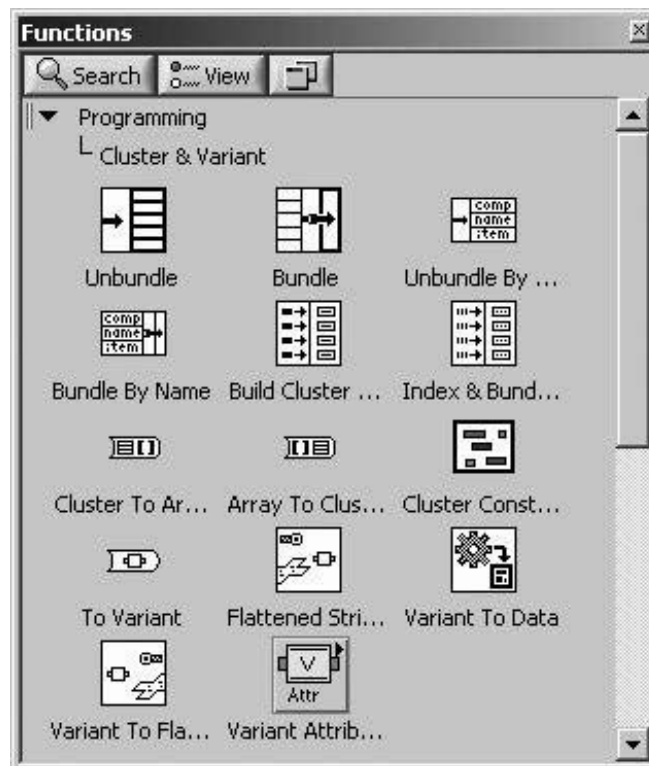 Functions
Search View
Programming
Cluster & Variant
comp
name
item
Unbundle Bundle Unbundle By ...
comp
name
item
Bundle By Name Build Cluster ... Index & Bund...
Cluster To Ar... Array To Clus... Cluster Const...
To Variant Flattened Stri... Variant To Data
V
Attr
Variant To Fla... Variant Attrib...